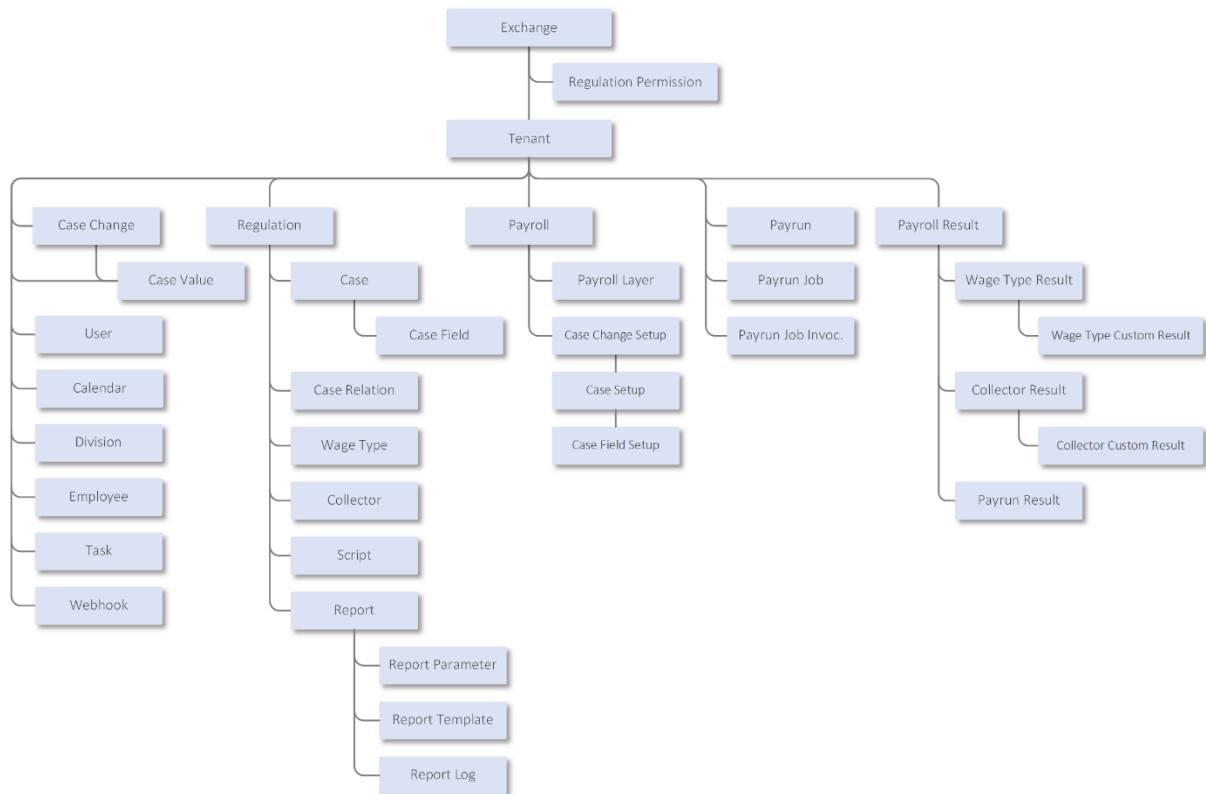 Exchange
Regulation Permission
Tenant
Case Change
Case Value
User
Calendar
Division
Employee
Task
Webhook
Regulation
Case
Case Field
Case Relation
Wage Type
Collector
Script
Report
Report Parameter
Report Template
Report Log
Payroll
Payroll Layer
Case Change Setup
Case Setup
Case Field Setup
Payrun
Payrun Job
Payrun Job Invoc.
Payroll Result
Wage Type Result
Wage Type Custom Result
Collector Result
Collector Custom Result
Payrun Result